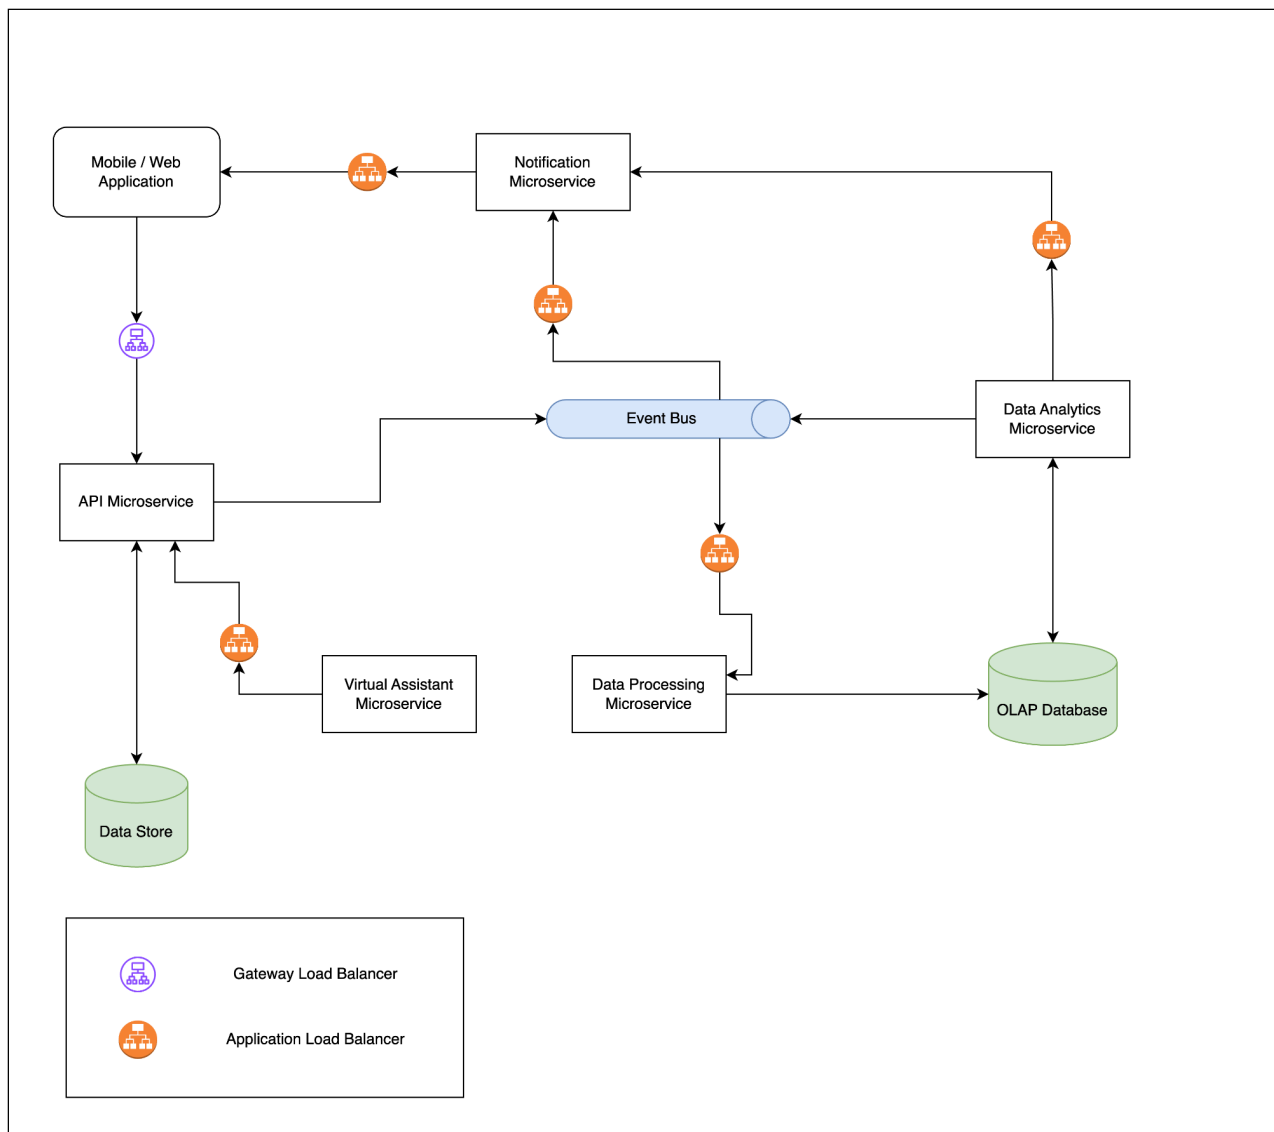 Mobile / Web
Application
Notification
Microservice
Event Bus
Data Analytics
Microservice
API Microservice
Virtual Assistant
Microservice
Data Processing
Microservice
OLAP Database
Data Store
Gateway Load Balancer
Application Load Balancer